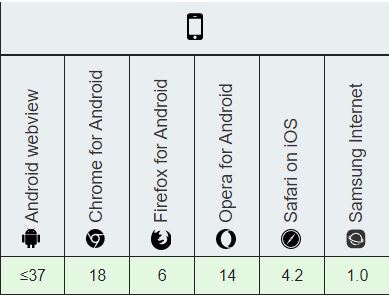 Android webview
Chrome for Android
Firefox for Android
Opera for Android
Safari on iOS
Samsung Internet
≤37 18 6 14 4.2 1.0